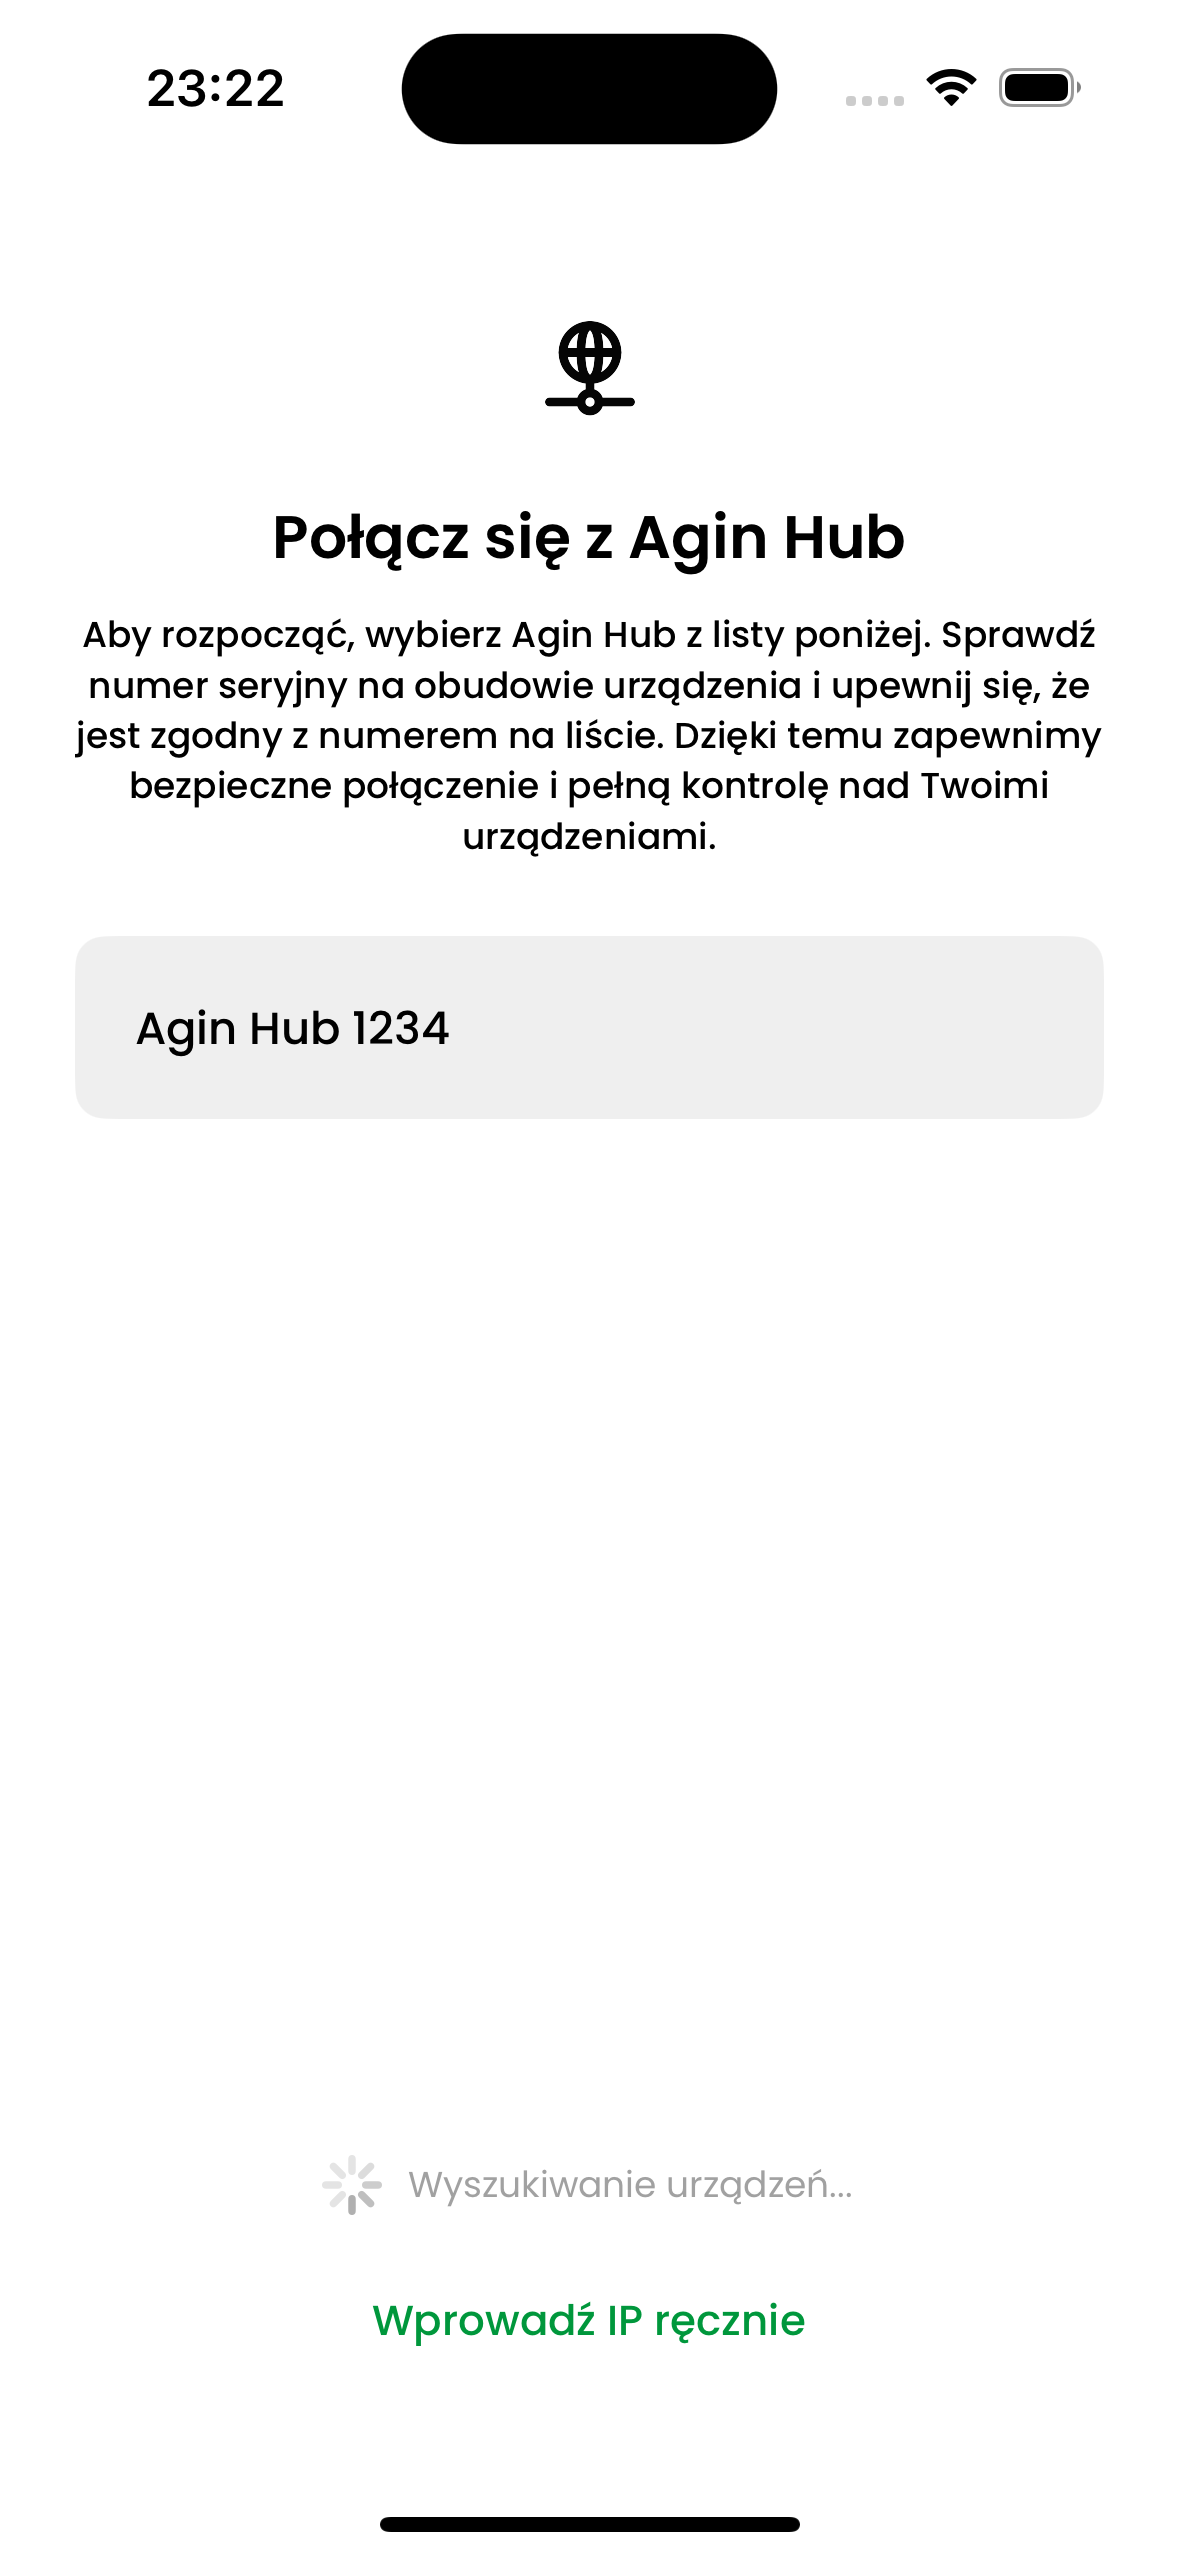 23:22
Połącz się z Agin Hub
Aby rozpocząć, wybierz Agin Hub z listy poniżej. Sprawdź
numer seryjny na obudowie urządzenia i upewnij się, że
jest zgodny z numerem na liście. Dzięki temu zapewnimy
bezpieczne połączenie i pełną kontrolę nad Twoimi
urządzeniami.
Agin Hub 1234
Wyszukiwanie urządzeń...
Wprowadź IP ręcznie